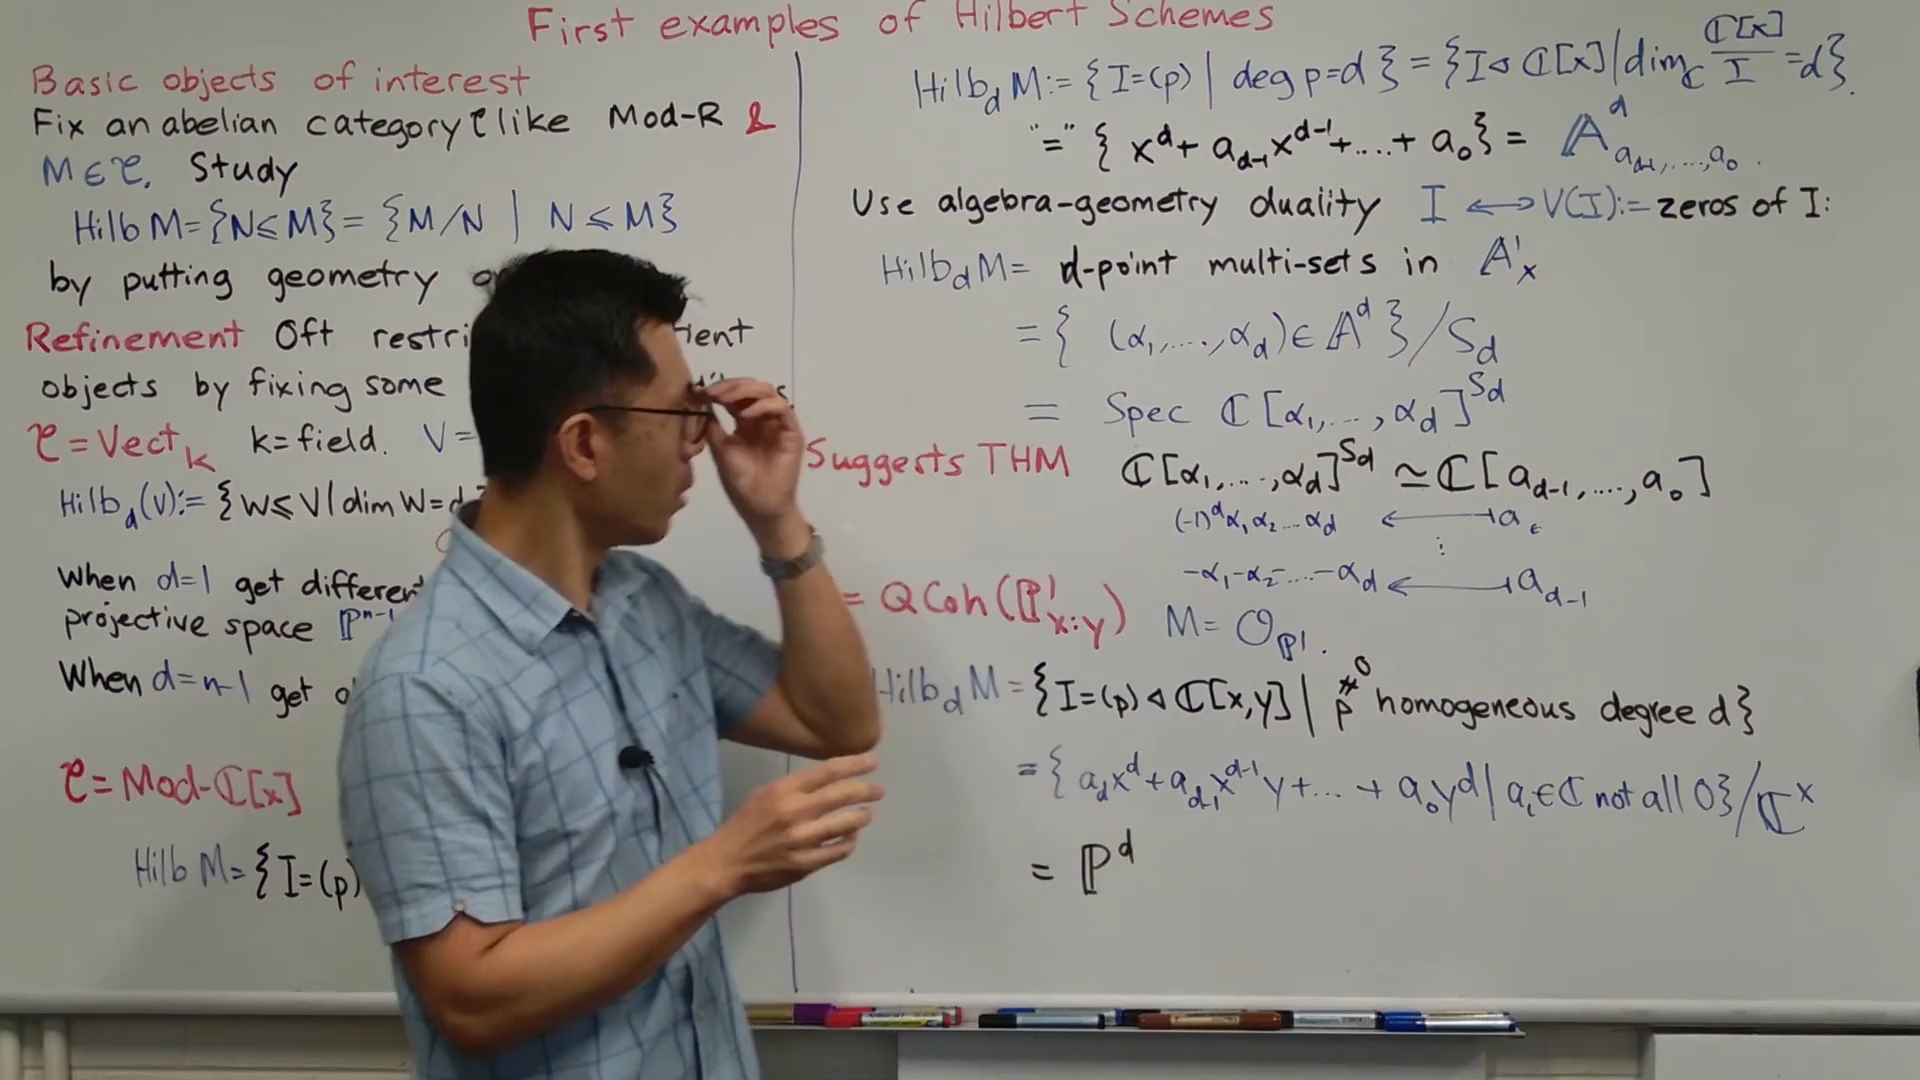 First examples of Hilbert Schemes
Basic objects of interest
Fix an abelian category 𝒞 like Mod-R &
M ∈ 𝒞. Study
Hilb M = {N ≤ M} = {M/N | N ≤ M}
by putting geometry
Refinement Oft
objects by fixing some
𝒞 = Vect_k k = field. V =
Hilb_d(V) := {W ≤ V | dim W = d
When d=1 get
projective space ℙ^{n-1}
When d=n-1 get
𝒞 = Mod-ℂ[x]
Hilb M = {I=(p)
Hilb_d M := {I=(p) | deg p=d} = {I ◃ ℂ[x] | dim_ℂ ℂ[x]/I = d}.
"=" {x^d + a_{d-1}x^{d-1} + .... + a_0} = 𝔸^d_{a_{d-1},....,a_0}.
Use algebra-geometry duality I ⟷ V(I) := zeros of I:
Hilb_d M = d-point multi-sets in 𝔸^1_x
= {(α_1,....,α_d) ∈ 𝔸^d}/S_d
= Spec ℂ[α_1,...,α_d]^{S_d}
Suggests THM ℂ[α_1,....,α_d]^{S_d} ≃ ℂ[a_{d-1},....,a_0]
(-1)^d α_1 α_2 ... α_d ⟵ a
⋮
-α_1-α_2-....-α_d ⟵ a_{d-1}
= QCoh(ℙ^1_{x:y}) M = 𝒪_{ℙ^1}.
Hilb_d M = {I=(p) ◃ ℂ[x,y] | p ≠ 0 homogeneous degree d}
= {a_d x^d + a_{d-1} x^{d-1} y + ... + a_0 y^d | a_i ∈ ℂ not all 0}/ℂ^×
= ℙ^d